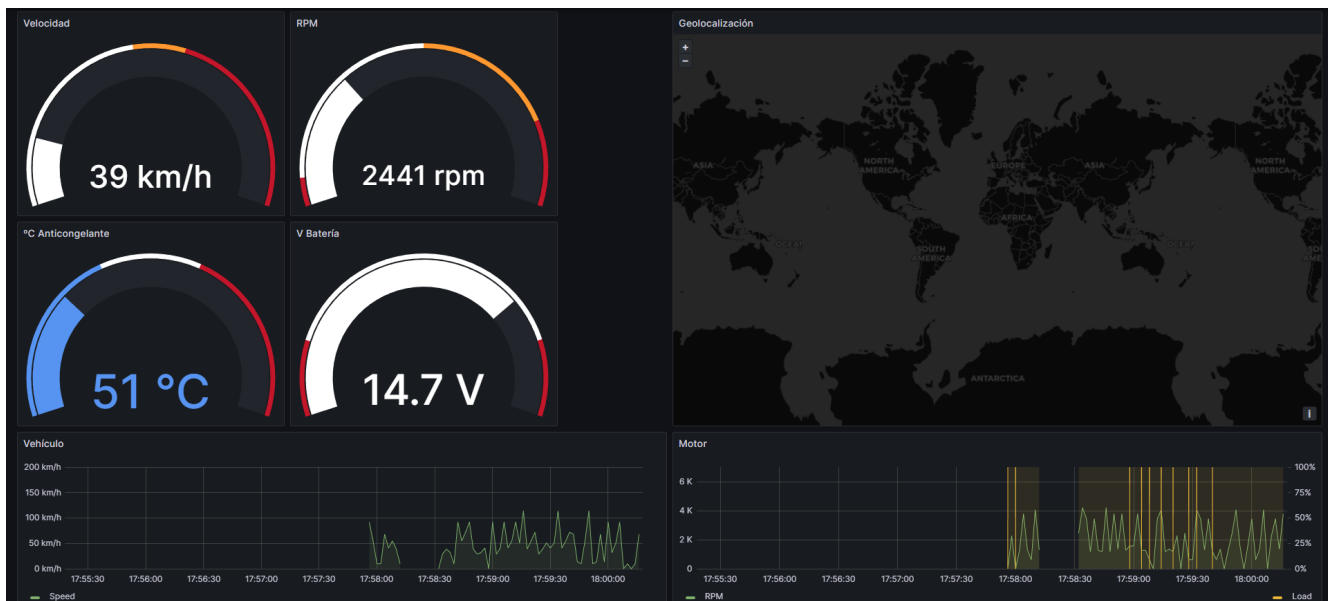 Velocidad
39 km/h
RPM
2441 rpm
Geolocalización
+
−
ASIA
NORTH
AMERICA
EUROPE
ASIA
NORTH
AMERICA
AFRICA
SOUTH
AMERICA
ANTARCTICA
i
ºC Anticongelante
51 °C
V Batería
14.7 V
Vehículo
200 km/h
150 km/h
100 km/h
50 km/h
0 km/h
17:55:30 17:56:00 17:56:30 17:57:00 17:57:30 17:58:00 17:58:30 17:59:00 17:59:30 18:00:00
Speed
Motor
6 K
4 K
2 K
0
100%
75%
50%
25%
0%
17:55:30 17:56:00 17:56:30 17:57:00 17:57:30 17:58:00 17:58:30 17:59:00 17:59:30 18:00:00
RPM
Load